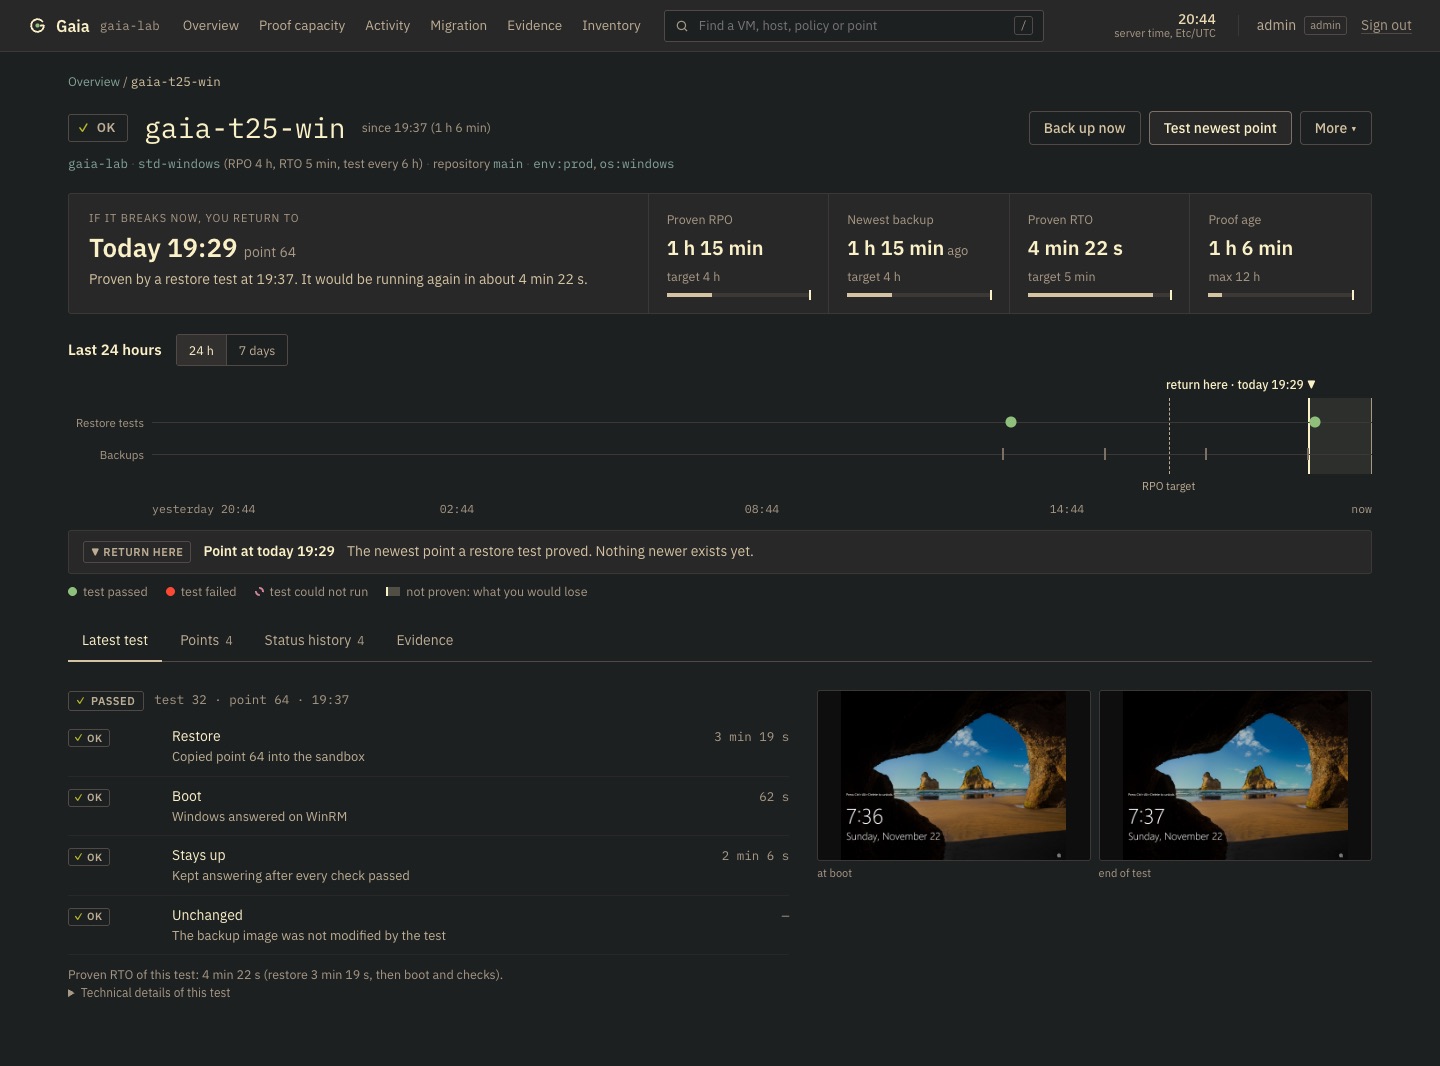 Gaia gaia-lab Overview Proof capacity Activity Migration Evidence Inventory Find a VM, host, policy or point / 20:44 admin admin Sign out
server time, Etc/UTC
Overview / gaia-t25-win
✓ OK gaia-t25-win since 19:37 (1 h 6 min) Back up now Test newest point More ▾
gaia-lab · std-windows (RPO 4 h, RTO 5 min, test every 6 h) · repository main · env:prod, os:windows
IF IT BREAKS NOW, YOU RETURN TO
Today 19:29 point 64
Proven by a restore test at 19:37. It would be running again in about 4 min 22 s.
Proven RPO
1 h 15 min
target 4 h
Newest backup
1 h 15 min ago
target 4 h
Proven RTO
4 min 22 s
target 5 min
Proof age
1 h 6 min
max 12 h
Last 24 hours 24 h 7 days
return here · today 19:29 ▼
Restore tests
Backups
RPO target
yesterday 20:44 02:44 08:44 14:44 now
▼ RETURN HERE Point at today 19:29 The newest point a restore test proved. Nothing newer exists yet.
test passed test failed test could not run not proven: what you would lose
Latest test Points 4 Status history 4 Evidence
✓ PASSED test 32 · point 64 · 19:37
✓ OK Restore 3 min 19 s
Copied point 64 into the sandbox
✓ OK Boot 62 s
Windows answered on WinRM
✓ OK Stays up 2 min 6 s
Kept answering after every check passed
✓ OK Unchanged —
The backup image was not modified by the test
Proven RTO of this test: 4 min 22 s (restore 3 min 19 s, then boot and checks).
▶ Technical details of this test
7:36
Sunday, November 22
at boot
7:37
Sunday, November 22
end of test